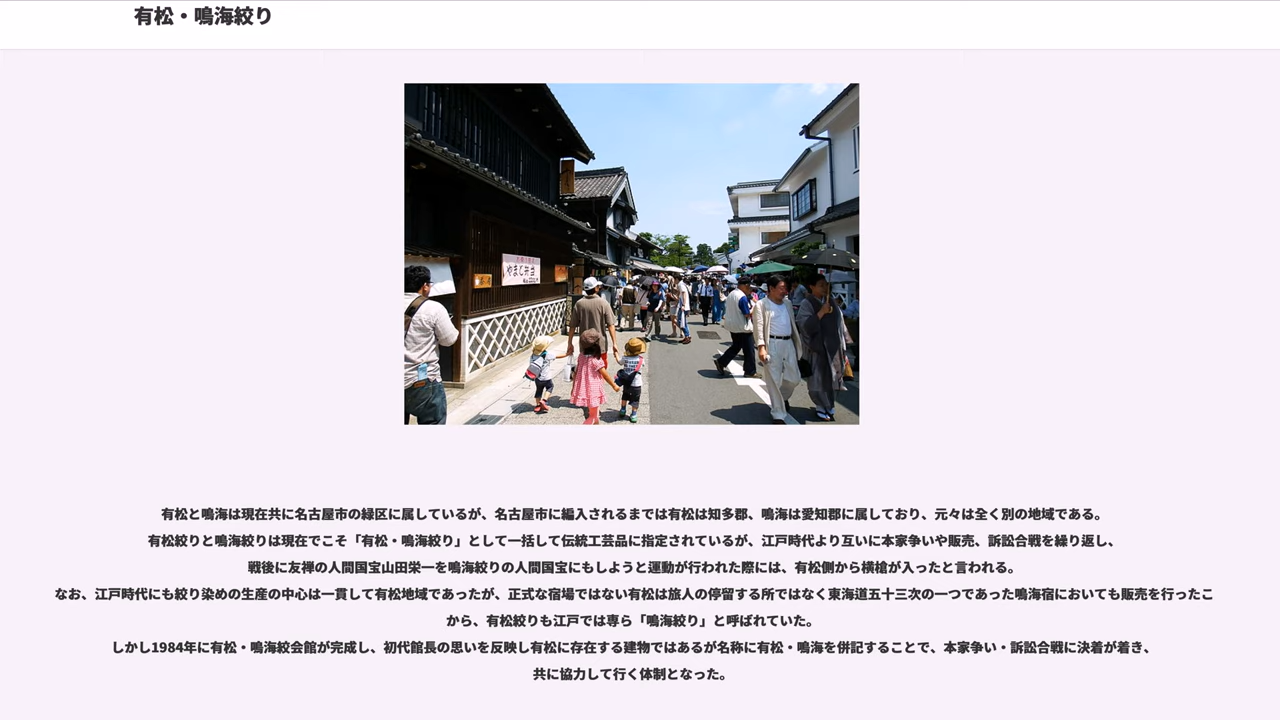 有松・鳴海絞り
やまと弁当
有松と鳴海は現在共に名古屋市の緑区に属しているが、名古屋市に編入されるまでは有松は知多郡、鳴海は愛知郡に属しており、元々は全く別の地域である。
有松絞りと鳴海絞りは現在でこそ「有松・鳴海絞り」として一括して伝統工芸品に指定されているが、江戸時代より互いに本家争いや販売、訴訟合戦を繰り返し、
戦後に友禅の人間国宝山田栄一を鳴海絞りの人間国宝にもしようと運動が行われた際には、有松側から横槍が入ったと言われる。
なお、江戸時代にも絞り染めの生産の中心は一貫して有松地域であったが、正式な宿場ではない有松は旅人の停留する所ではなく東海道五十三次の一つであった鳴海宿においても販売を行ったこ
から、有松絞りも江戸では専ら「鳴海絞り」と呼ばれていた。
しかし1984年に有松・鳴海絞会館が完成し、初代館長の思いを反映し有松に存在する建物ではあるが名称に有松・鳴海を併記することで、本家争い・訴訟合戦に決着が着き、
共に協力して行く体制となった。